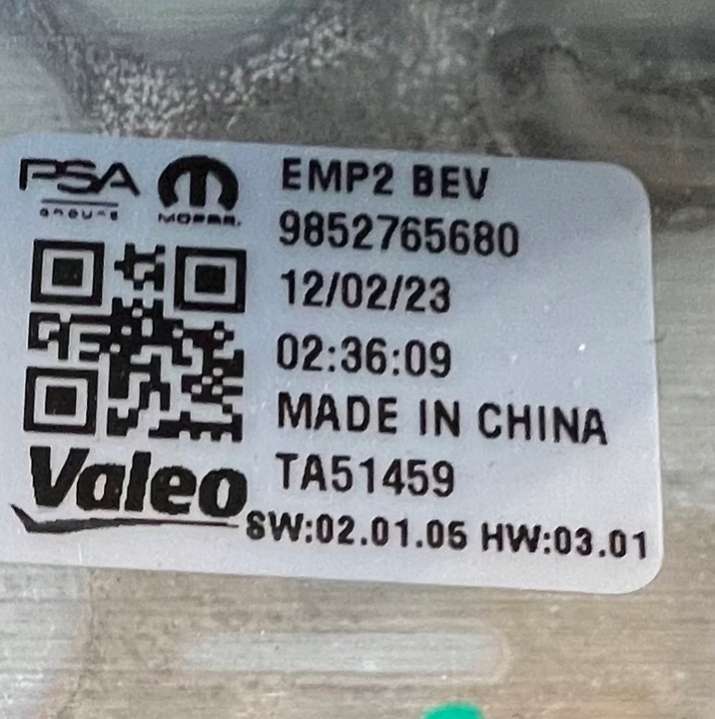 PSA
GROUPE
MOPAR.
EMP2 BEV
9852765680
12/02/23
02:36:09
MADE IN CHINA
TA51459
Valeo
SW:02.01.05 HW:03.01